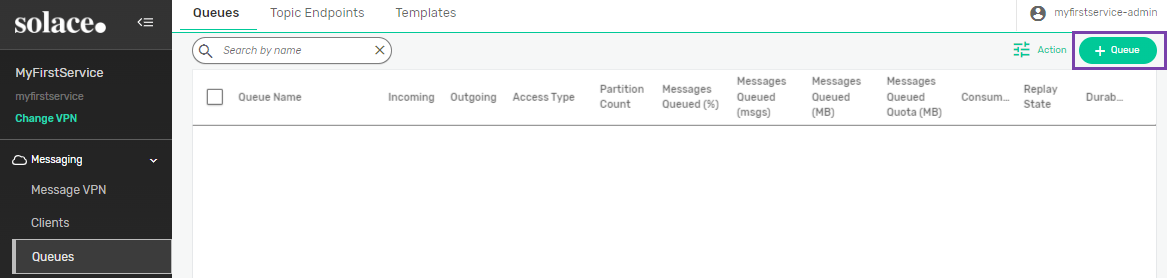 solace.
Queues Topic Endpoints Templates
myfirstservice-admin
Search by name
Action
+ Queue
MyFirstService
myfirstservice
Change VPN
Messaging
Message VPN
Clients
Queues
Queue Name
Incoming
Outgoing
Access Type
Partition
Count
Messages
Queued (%)
Messages
Queued
(msgs)
Messages
Queued
(MB)
Messages
Queued
Quota (MB)
Consum...
Replay
State
Durab...